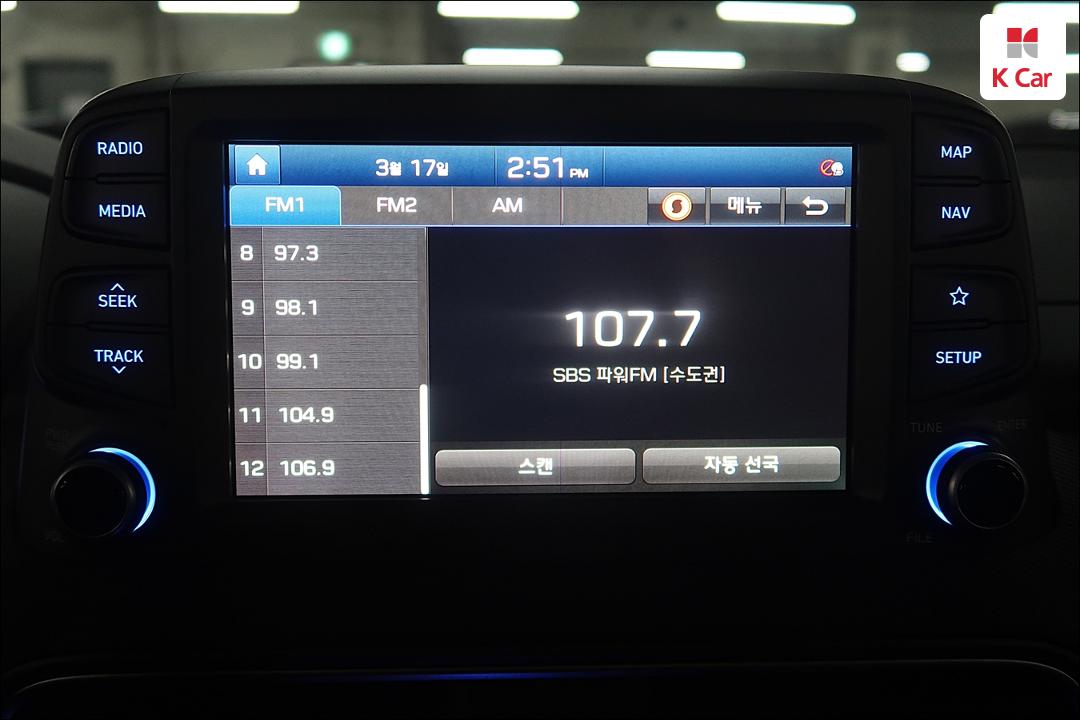 K Car
RADIO
MEDIA
SEEK
TRACK
3월 17일 2:51 PM
FM1 FM2 AM 메뉴
8 97.3
9 98.1
10 99.1
11 104.9
12 106.9
107.7
SBS 파워FM [수도권]
스캔 자동 선국
MAP
NAV
SETUP
TUNE
ENTER
FILE